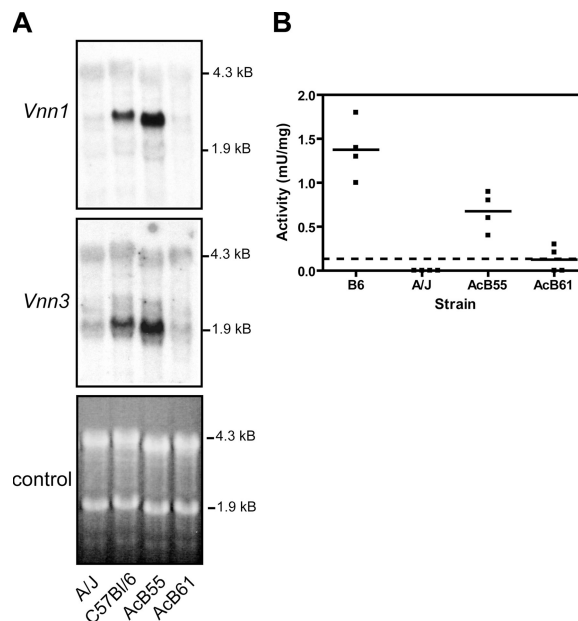 A
Vnn1
4.3 kB
1.9 kB
Vnn3
4.3 kB
1.9 kB
control
4.3 kB
1.9 kB
A/J
C57Bl/6
AcB55
AcB61
B
Activity (mU/mg)
2.0
1.5
1.0
0.5
0.0
B6
A/J
AcB55
AcB61
Strain